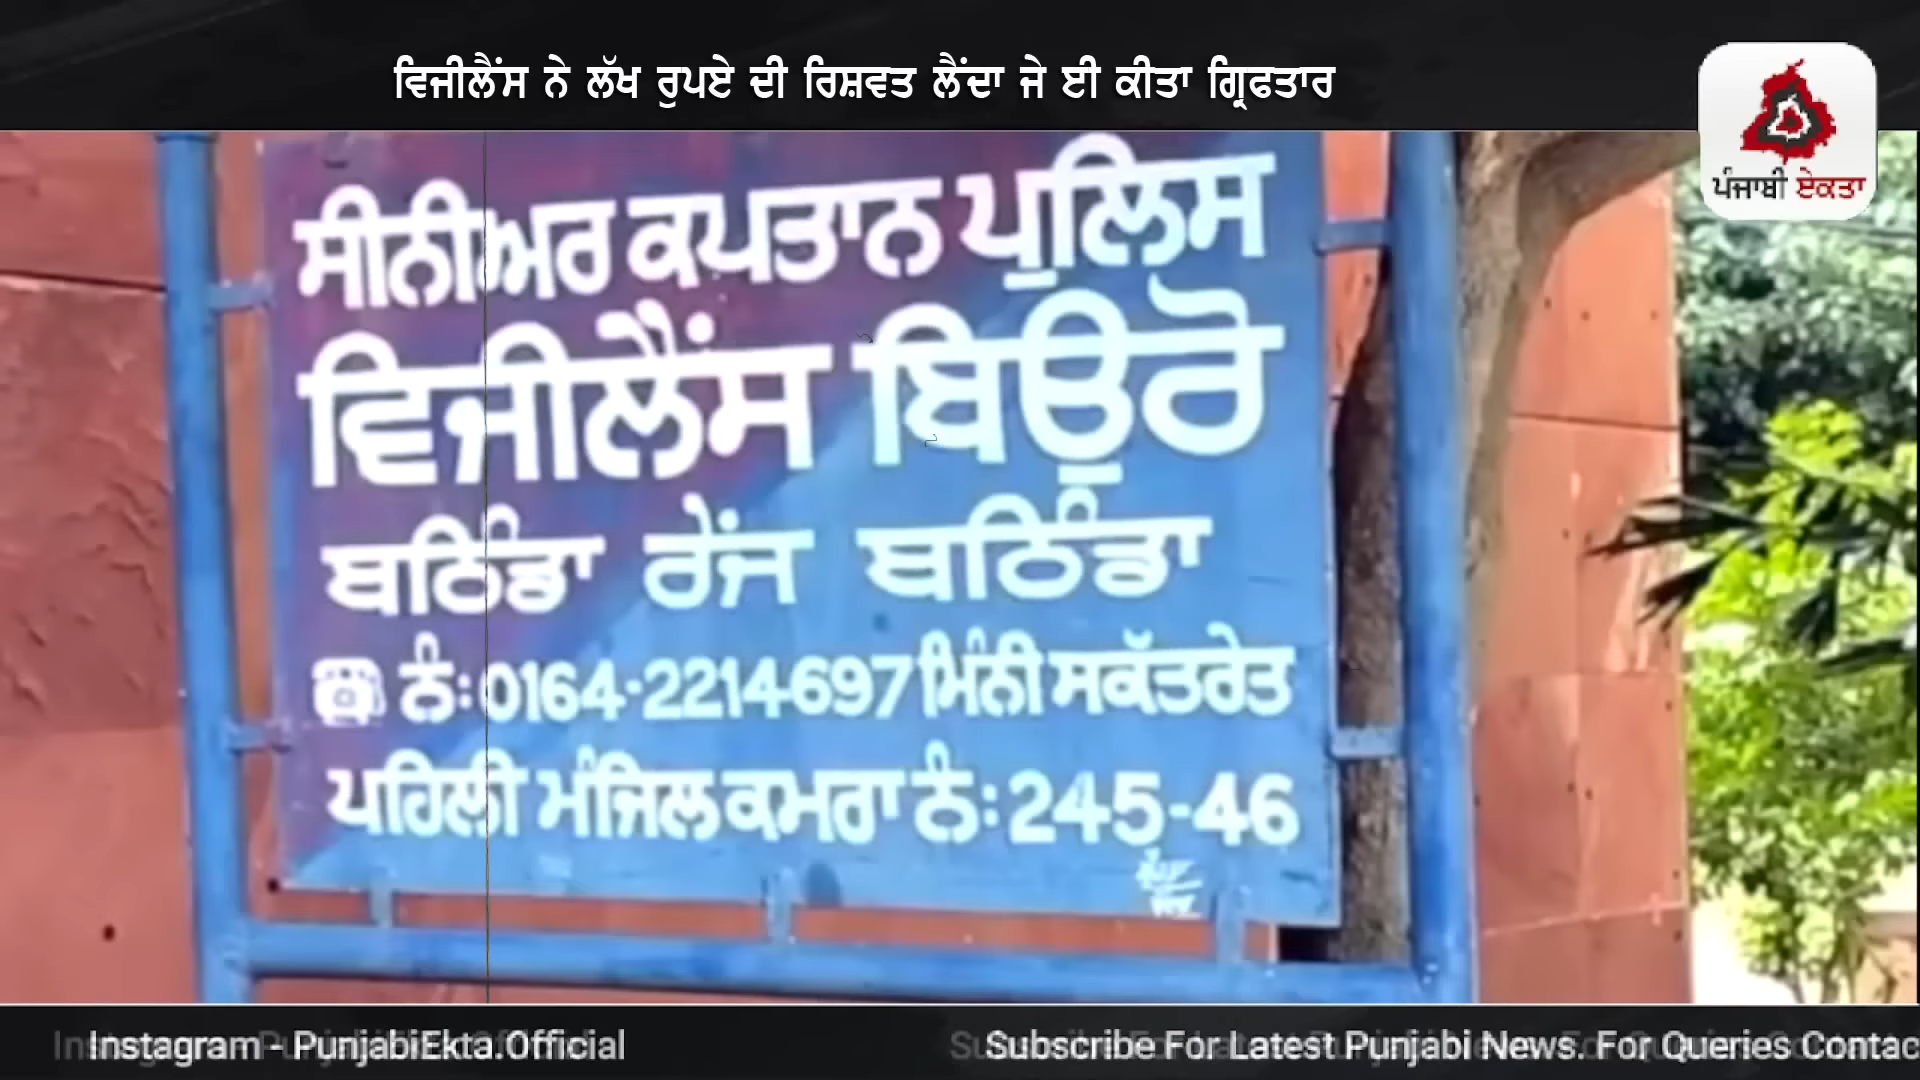 ਵਿਜੀਲੈਂਸ ਨੇ ਲੱਖ ਰੁਪਏ ਦੀ ਰਿਸ਼ਵਤ ਲੈਂਦਾ ਜੇ ਈ ਕੀਤਾ ਗ੍ਰਿਫਤਾਰ
ਪੰਜਾਬੀ ਏਕਤਾ
ਸੀਨੀਅਰ ਕਪਤਾਨ ਪੁਲਿਸ
ਵਿਜੀਲੈਂਸ ਬਿਊਰੋ
ਬਠਿੰਡਾ ਰੇਂਜ ਬਠਿੰਡਾ
☎ ਨੰ:0164-2214697 ਮਿੰਨੀ ਸਕੱਤਰੇਤ
ਪਹਿਲੀ ਮੰਜਿਲ ਕਮਰਾ ਨੰ:245-46
Instagram - PunjabiEkta.Official
Subscribe For Latest Punjabi News. For Queries Contac